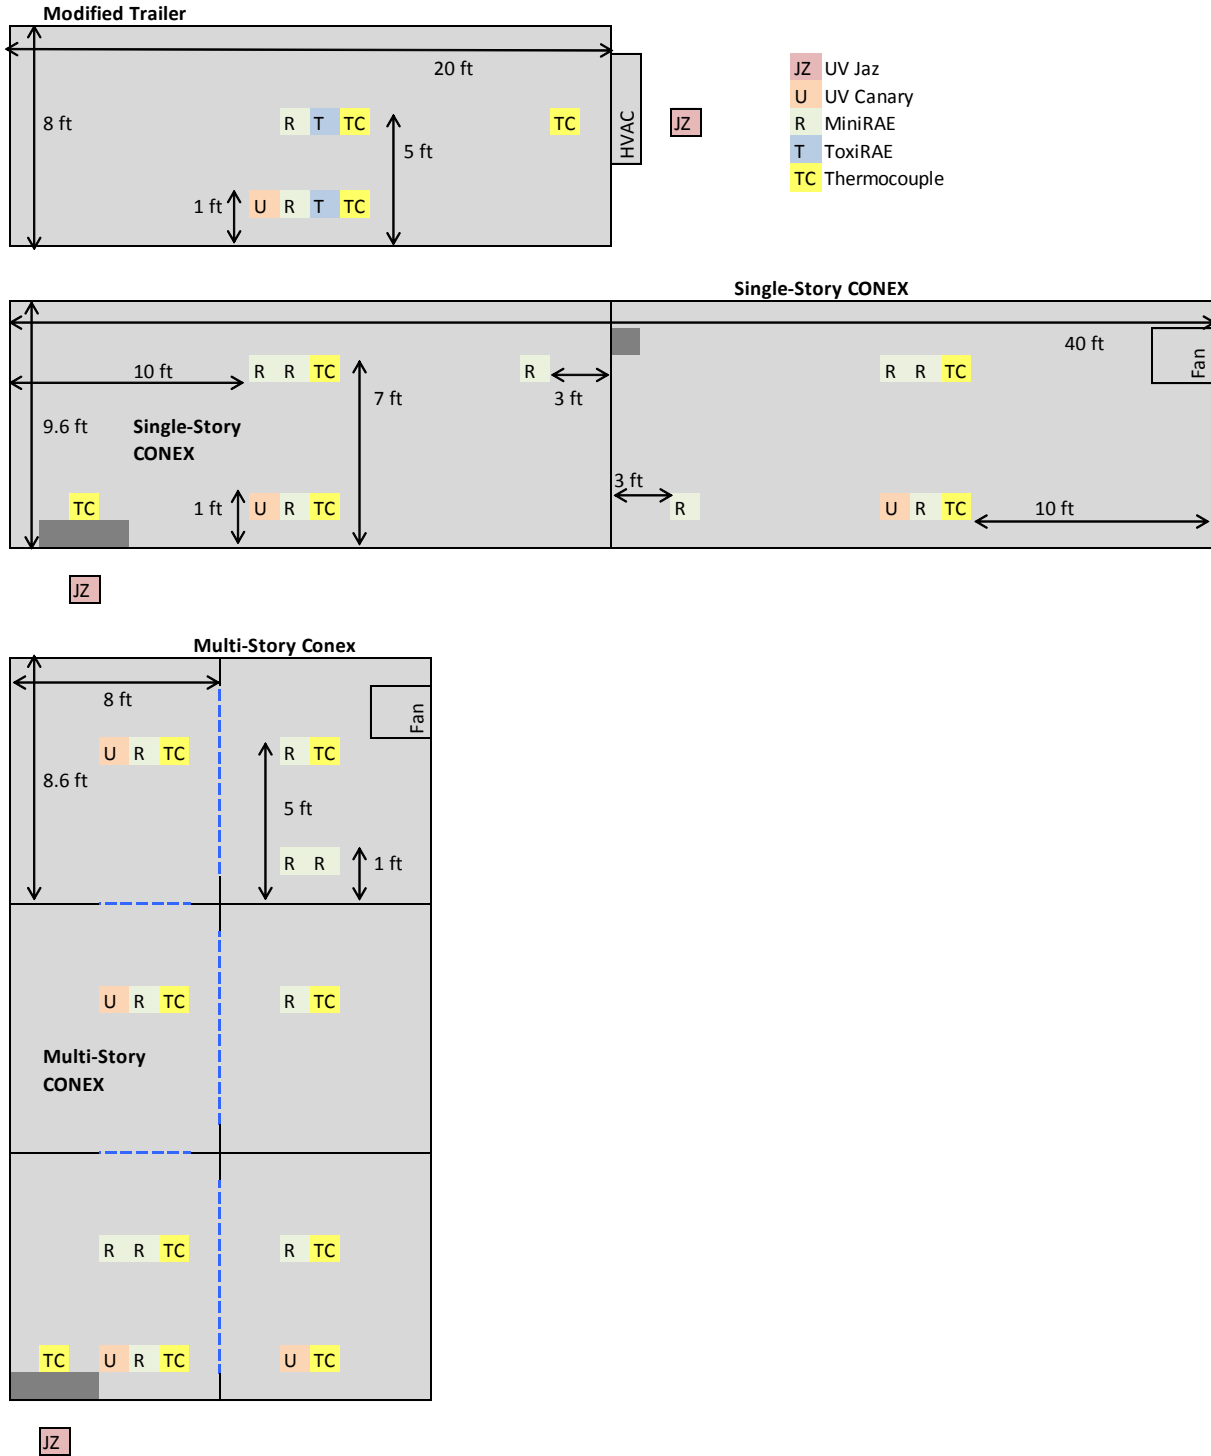 Modified Trailer
20 ft
JZ UV Jaz
U UV Canary
8 ft
R T TC
TC
HVAC
JZ
R MiniRAE
5 ft
T ToxiRAE
TC Thermocouple
1 ft
U R T TC
Single-Story CONEX
40 ft
Fan
10 ft
R R TC
R
3 ft
R R TC
7 ft
9.6 ft
Single-Story
CONEX
3 ft
TC
1 ft
U R TC
R
U R TC
10 ft
JZ
Multi-Story Conex
8 ft
Fan
U R TC
R TC
8.6 ft
5 ft
R R
1 ft
U R TC
R TC
Multi-Story
CONEX
R R TC
R TC
TC
U R TC
U TC
JZ